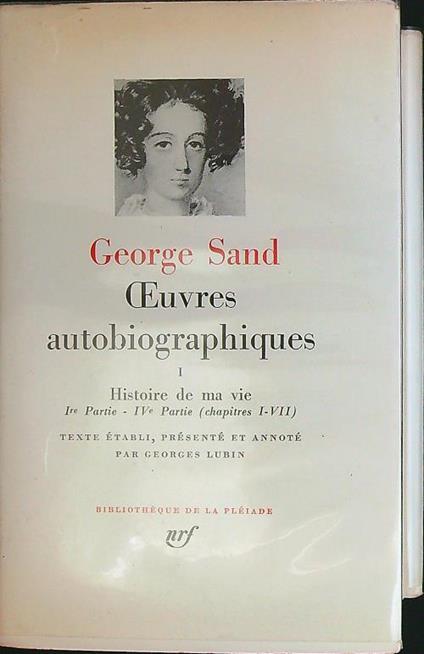 George Sand
Œuvres
autobiographiques
I
Histoire de ma vie
Ire Partie - IVe Partie (chapitres I-VII)
TEXTE ÉTABLI, PRÉSENTÉ ET ANNOTÉ
PAR GEORGES LUBIN
BIBLIOTHÈQUE DE LA PLÉIADE
nrf